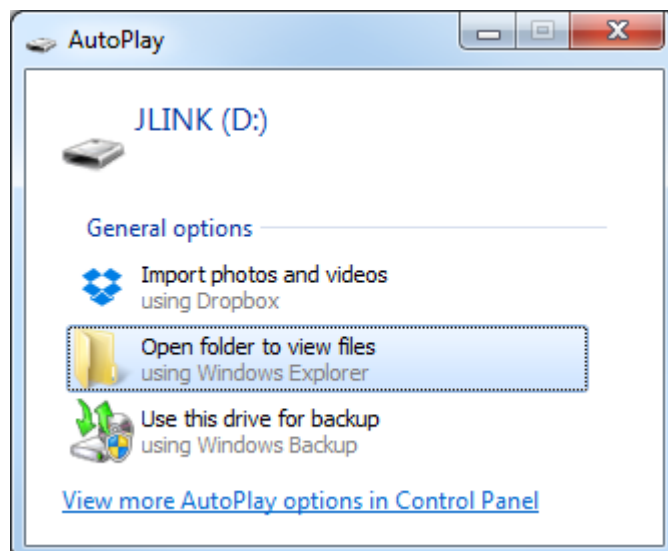 AutoPlay
JLINK (D:)
General options
Import photos and videos
using Dropbox
Open folder to view files
using Windows Explorer
Use this drive for backup
using Windows Backup
View more AutoPlay options in Control Panel